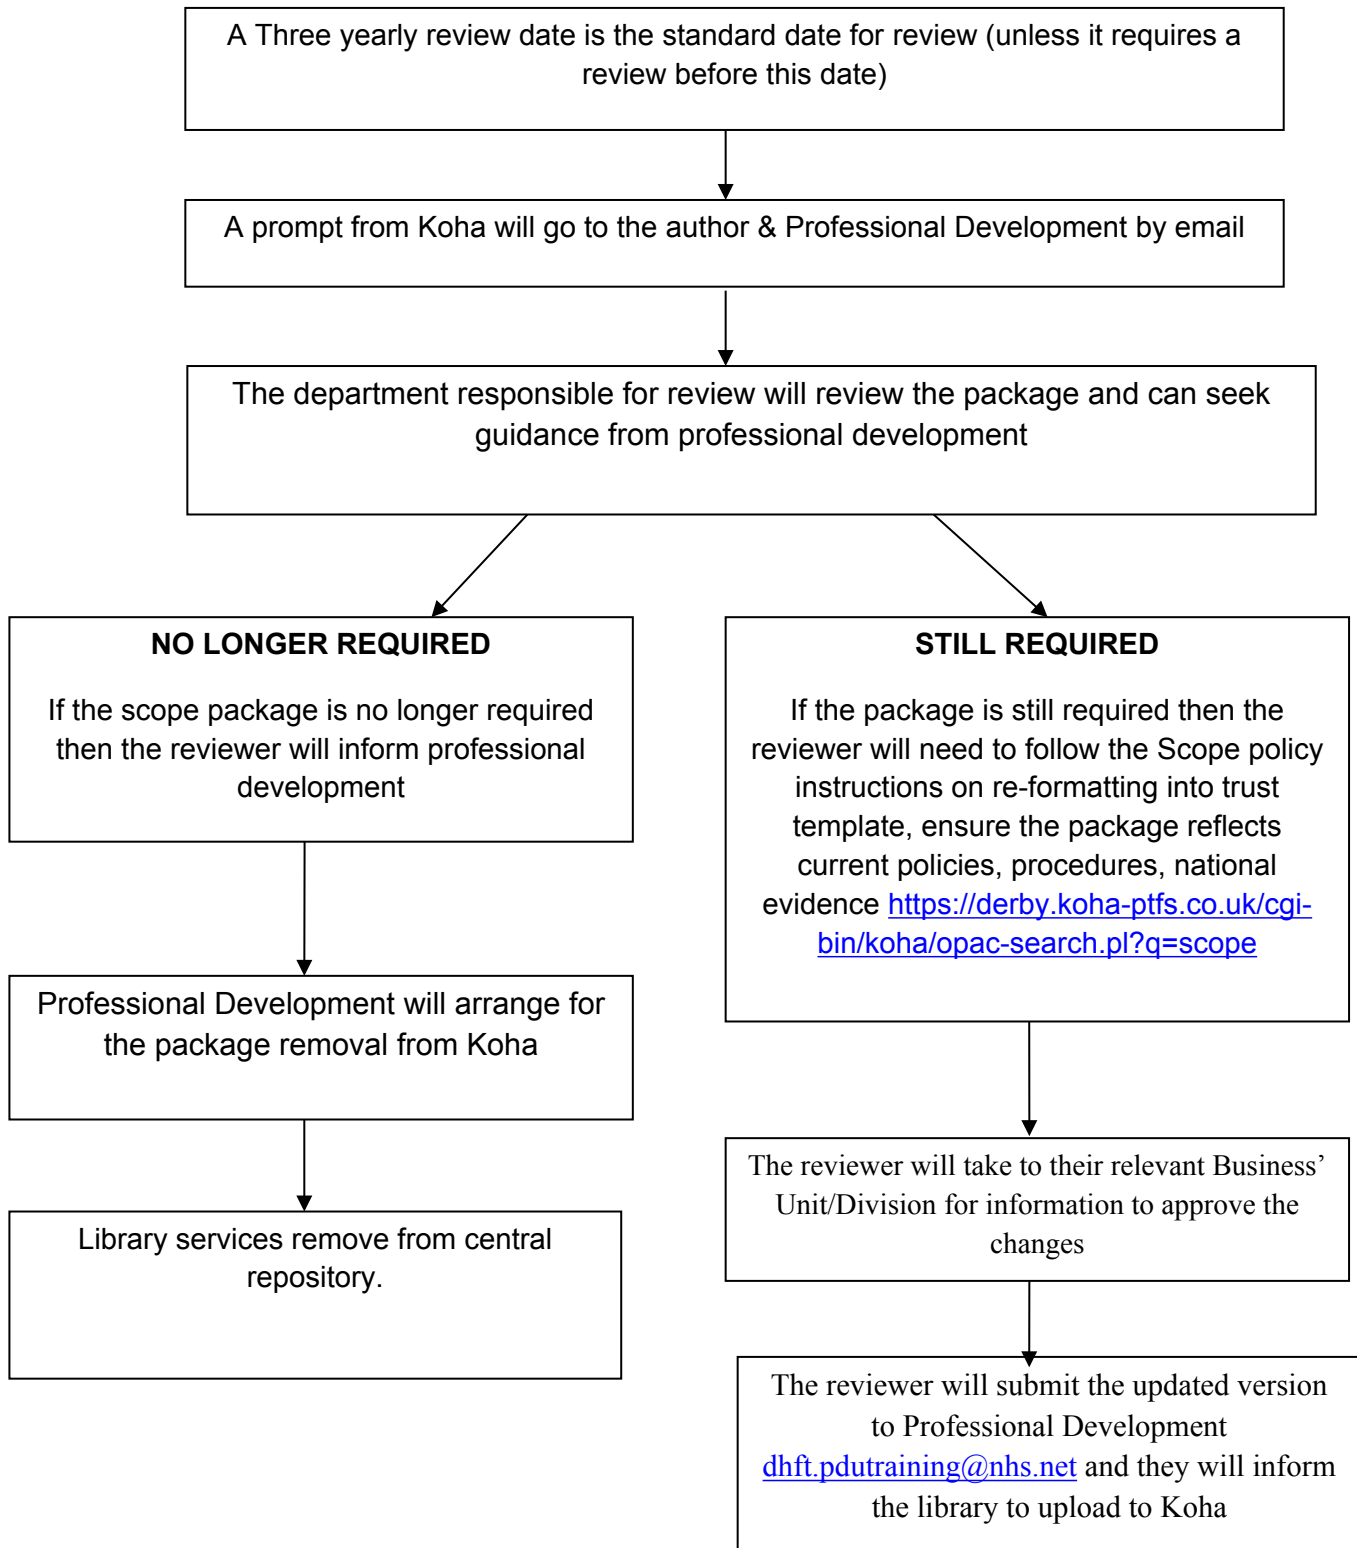 A Three yearly review date is the standard date for review (unless it requires a
review before this date)
A prompt from Koha will go to the author & Professional Development by email
The department responsible for review will review the package and can seek
guidance from professional development
NO LONGER REQUIRED
If the scope package is no longer required
then the reviewer will inform professional
development
Professional Development will arrange for
the package removal from Koha
Library services remove from central
repository.
STILL REQUIRED
If the package is still required then the
reviewer will need to follow the Scope policy
instructions on re-formatting into trust
template, ensure the package reflects
current policies, procedures, national
evidence https://derby.koha-ptfs.co.uk/cgi-
bin/koha/opac-search.pl?q=scope
The reviewer will take to their relevant Business’
Unit/Division for information to approve the
changes
The reviewer will submit the updated version
to Professional Development
dhft.pdutraining@nhs.net and they will inform
the library to upload to Koha